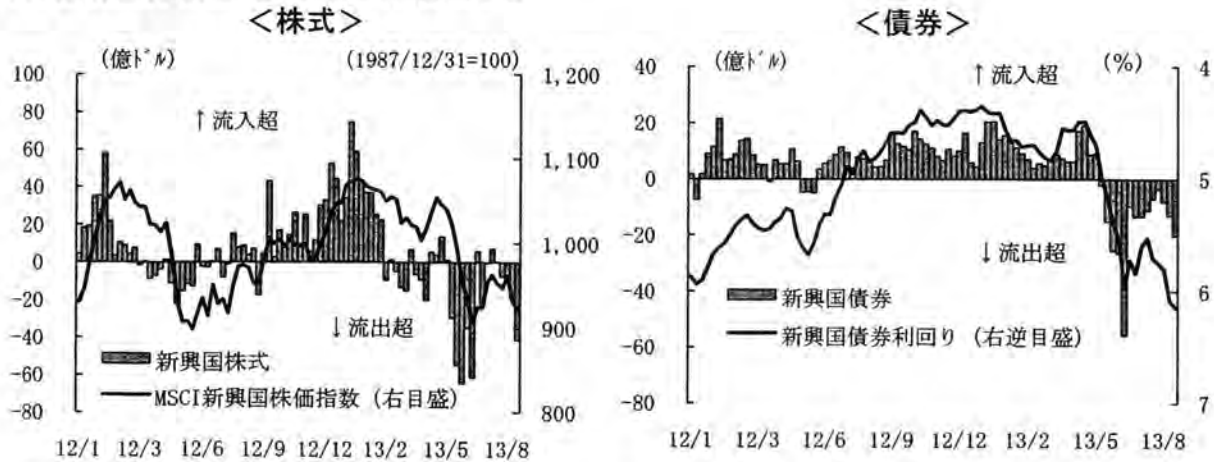 ＜株式＞
(億ﾄﾞﾙ)
(1987/12/31=100)
100
80
60
40
20
0
-20
-40
-60
-80
1,200
1,100
1,000
900
800
↑流入超
↓流出超
新興国株式
MSCI新興国株価指数（右目盛）
12/1 12/3 12/6 12/9 12/12 13/2 13/5 13/8
＜債券＞
(億ﾄﾞﾙ)
(%)
40
20
0
-20
-40
-60
-80
4
5
6
7
↑流入超
↓流出超
新興国債券
新興国債券利回り（右逆目盛）
12/1 12/3 12/6 12/9 12/12 13/2 13/5 13/8